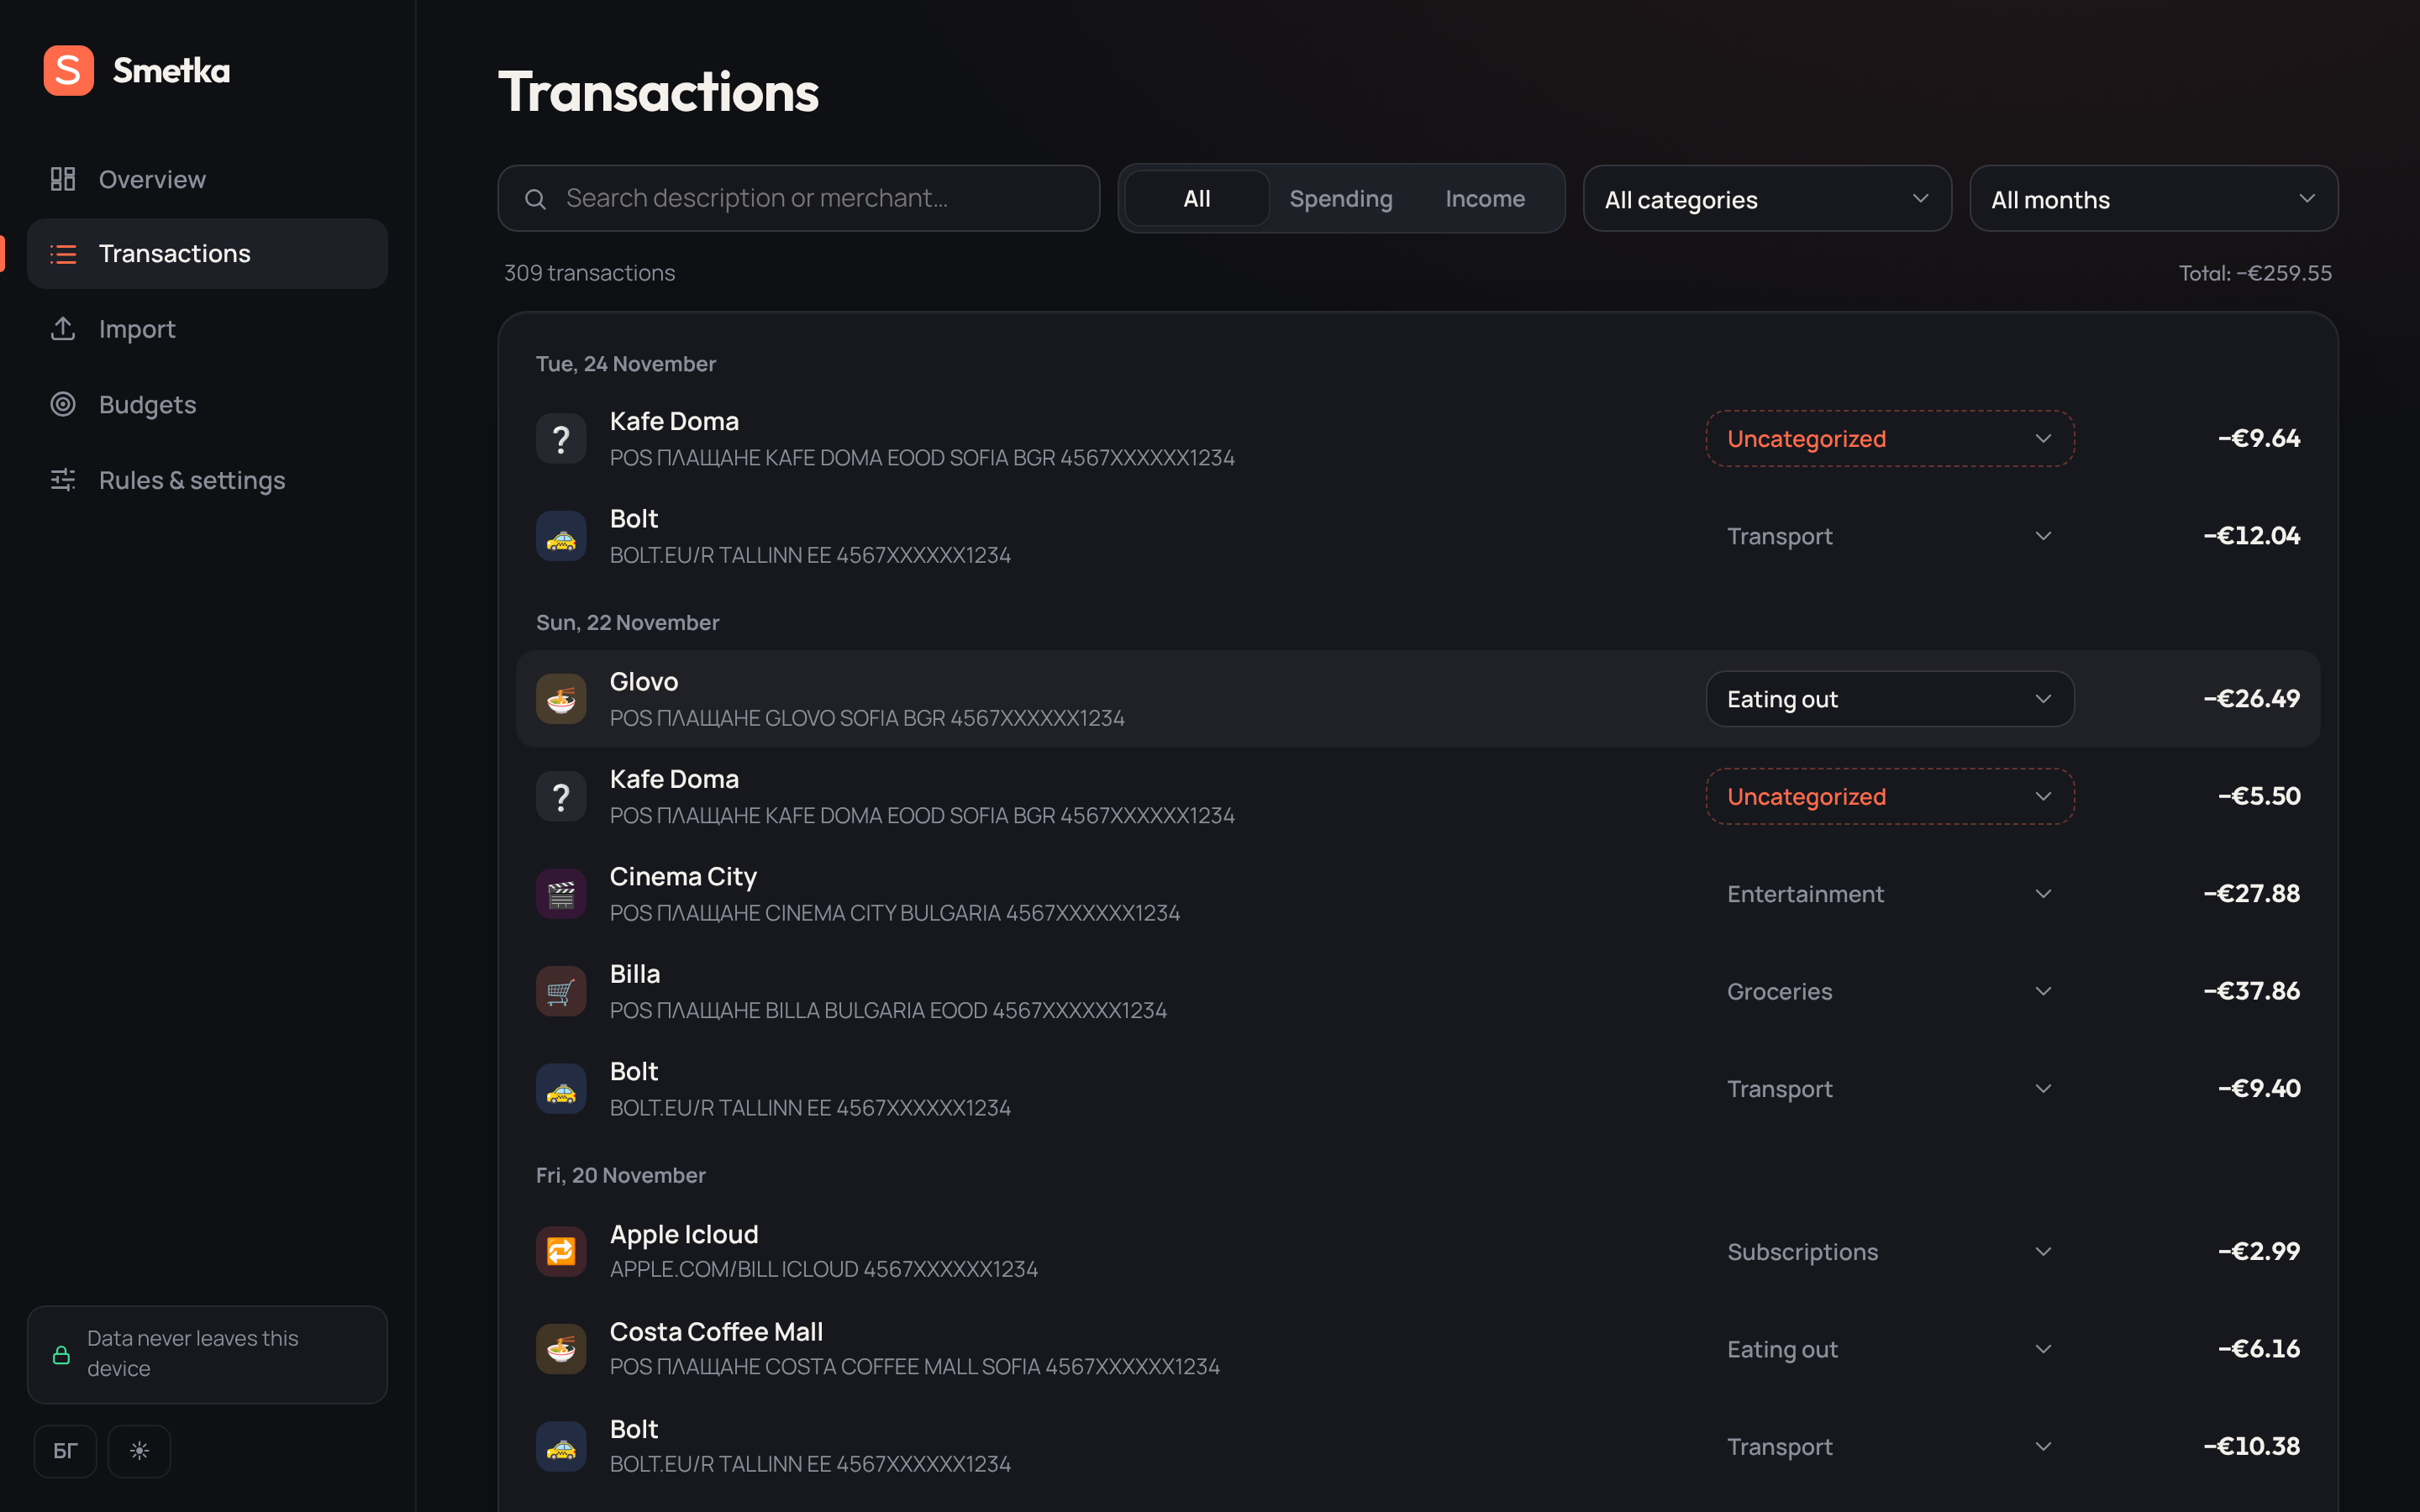 S Smetka
Overview
Transactions
Import
Budgets
Rules & settings
Data never leaves this
device
БГ
Transactions
Search description or merchant...
All Spending Income
All categories
All months
309 transactions
Total: −€259.55
Tue, 24 November
?
Kafe Doma
POS ПЛАЩАНЕ KAFE DOMA EOOD SOFIA BGR 4567XXXXXX1234
Uncategorized
−€9.64
Bolt
BOLT.EU/R TALLINN EE 4567XXXXXX1234
Transport
−€12.04
Sun, 22 November
Glovo
POS ПЛАЩАНЕ GLOVO SOFIA BGR 4567XXXXXX1234
Eating out
−€26.49
?
Kafe Doma
POS ПЛАЩАНЕ KAFE DOMA EOOD SOFIA BGR 4567XXXXXX1234
Uncategorized
−€5.50
Cinema City
POS ПЛАЩАНЕ CINEMA CITY BULGARIA 4567XXXXXX1234
Entertainment
−€27.88
Billa
POS ПЛАЩАНЕ BILLA BULGARIA EOOD 4567XXXXXX1234
Groceries
−€37.86
Bolt
BOLT.EU/R TALLINN EE 4567XXXXXX1234
Transport
−€9.40
Fri, 20 November
Apple Icloud
APPLE.COM/BILL ICLOUD 4567XXXXXX1234
Subscriptions
−€2.99
Costa Coffee Mall
POS ПЛАЩАНЕ COSTA COFFEE MALL SOFIA 4567XXXXXX1234
Eating out
−€6.16
Bolt
BOLT.EU/R TALLINN EE 4567XXXXXX1234
Transport
−€10.38